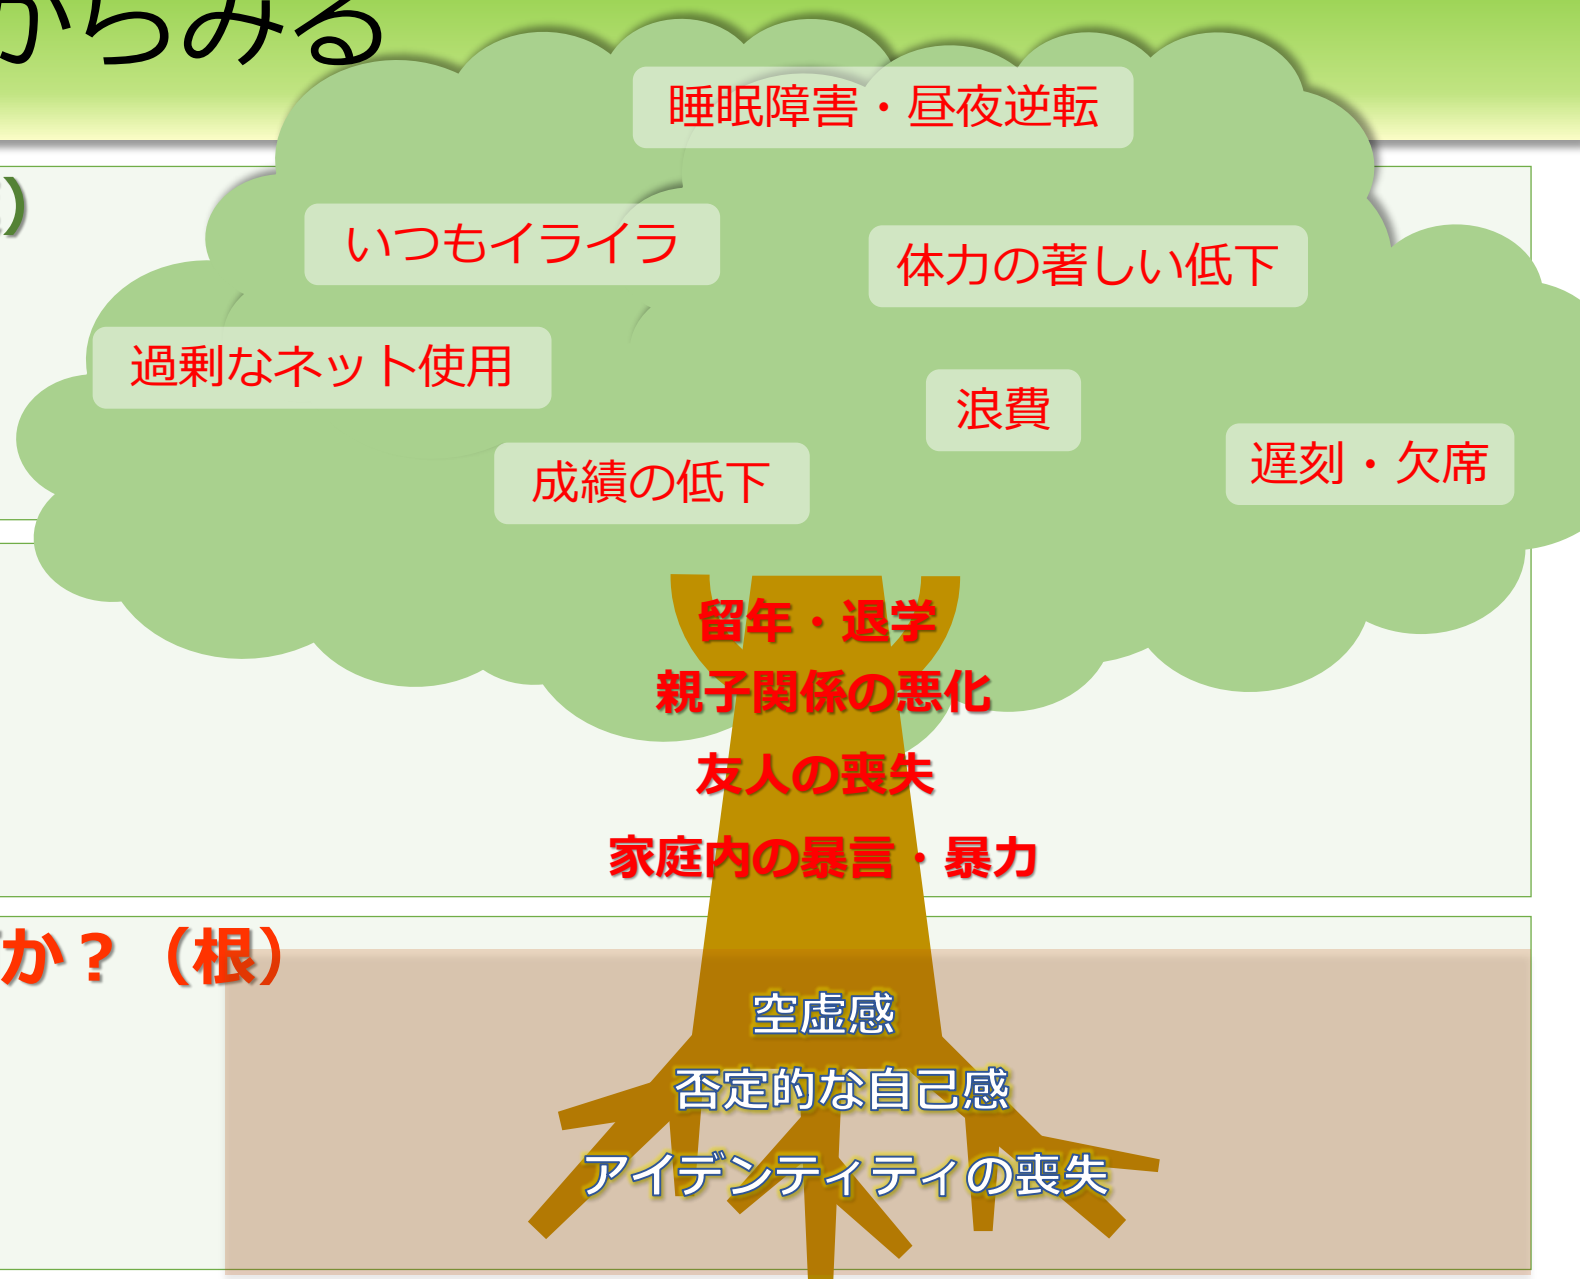 からみる
睡眠障害・昼夜逆転
）
いつもイライラ
体力の著しい低下
過剰なネット使用
浪費
遅刻・欠席
成績の低下
留年・退学
親子関係の悪化
友人の喪失
家庭内の暴言・暴力
か？（根）
空虚感
否定的な自己感
アイデンティティの喪失